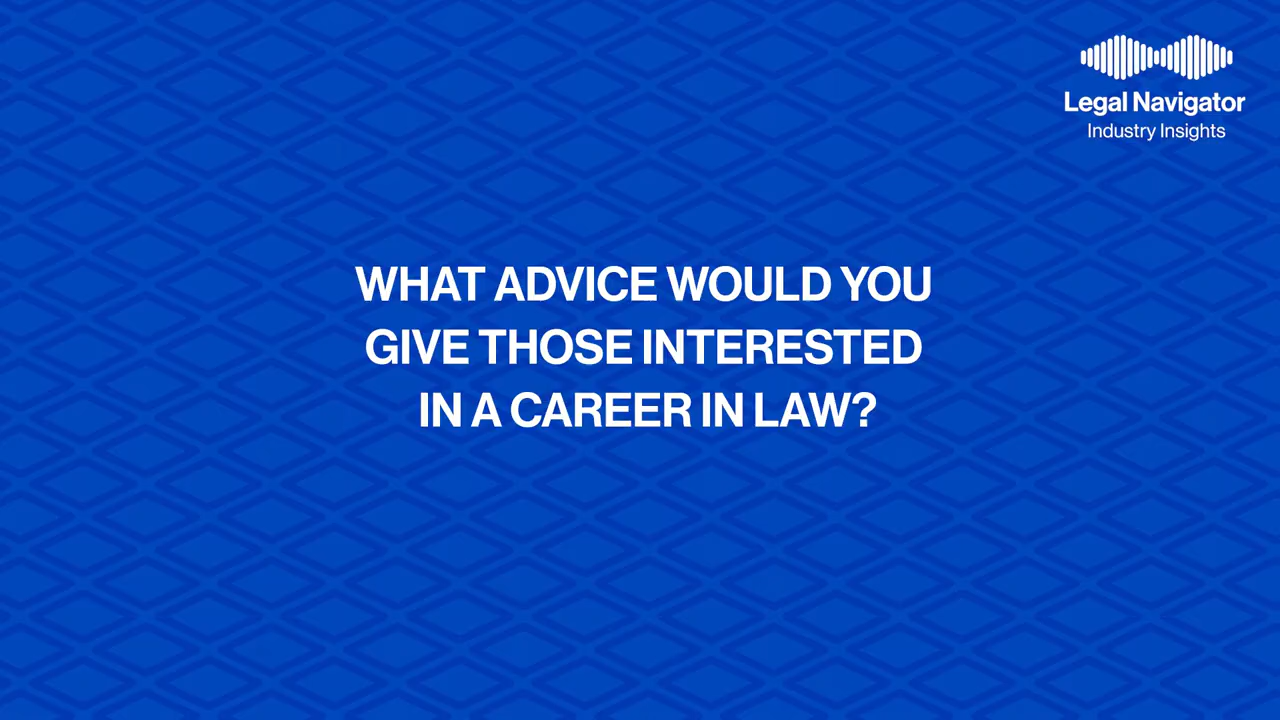 Legal Navigator
Industry Insights
WHAT ADVICE WOULD YOU
GIVE THOSE INTERESTED
IN A CAREER IN LAW?